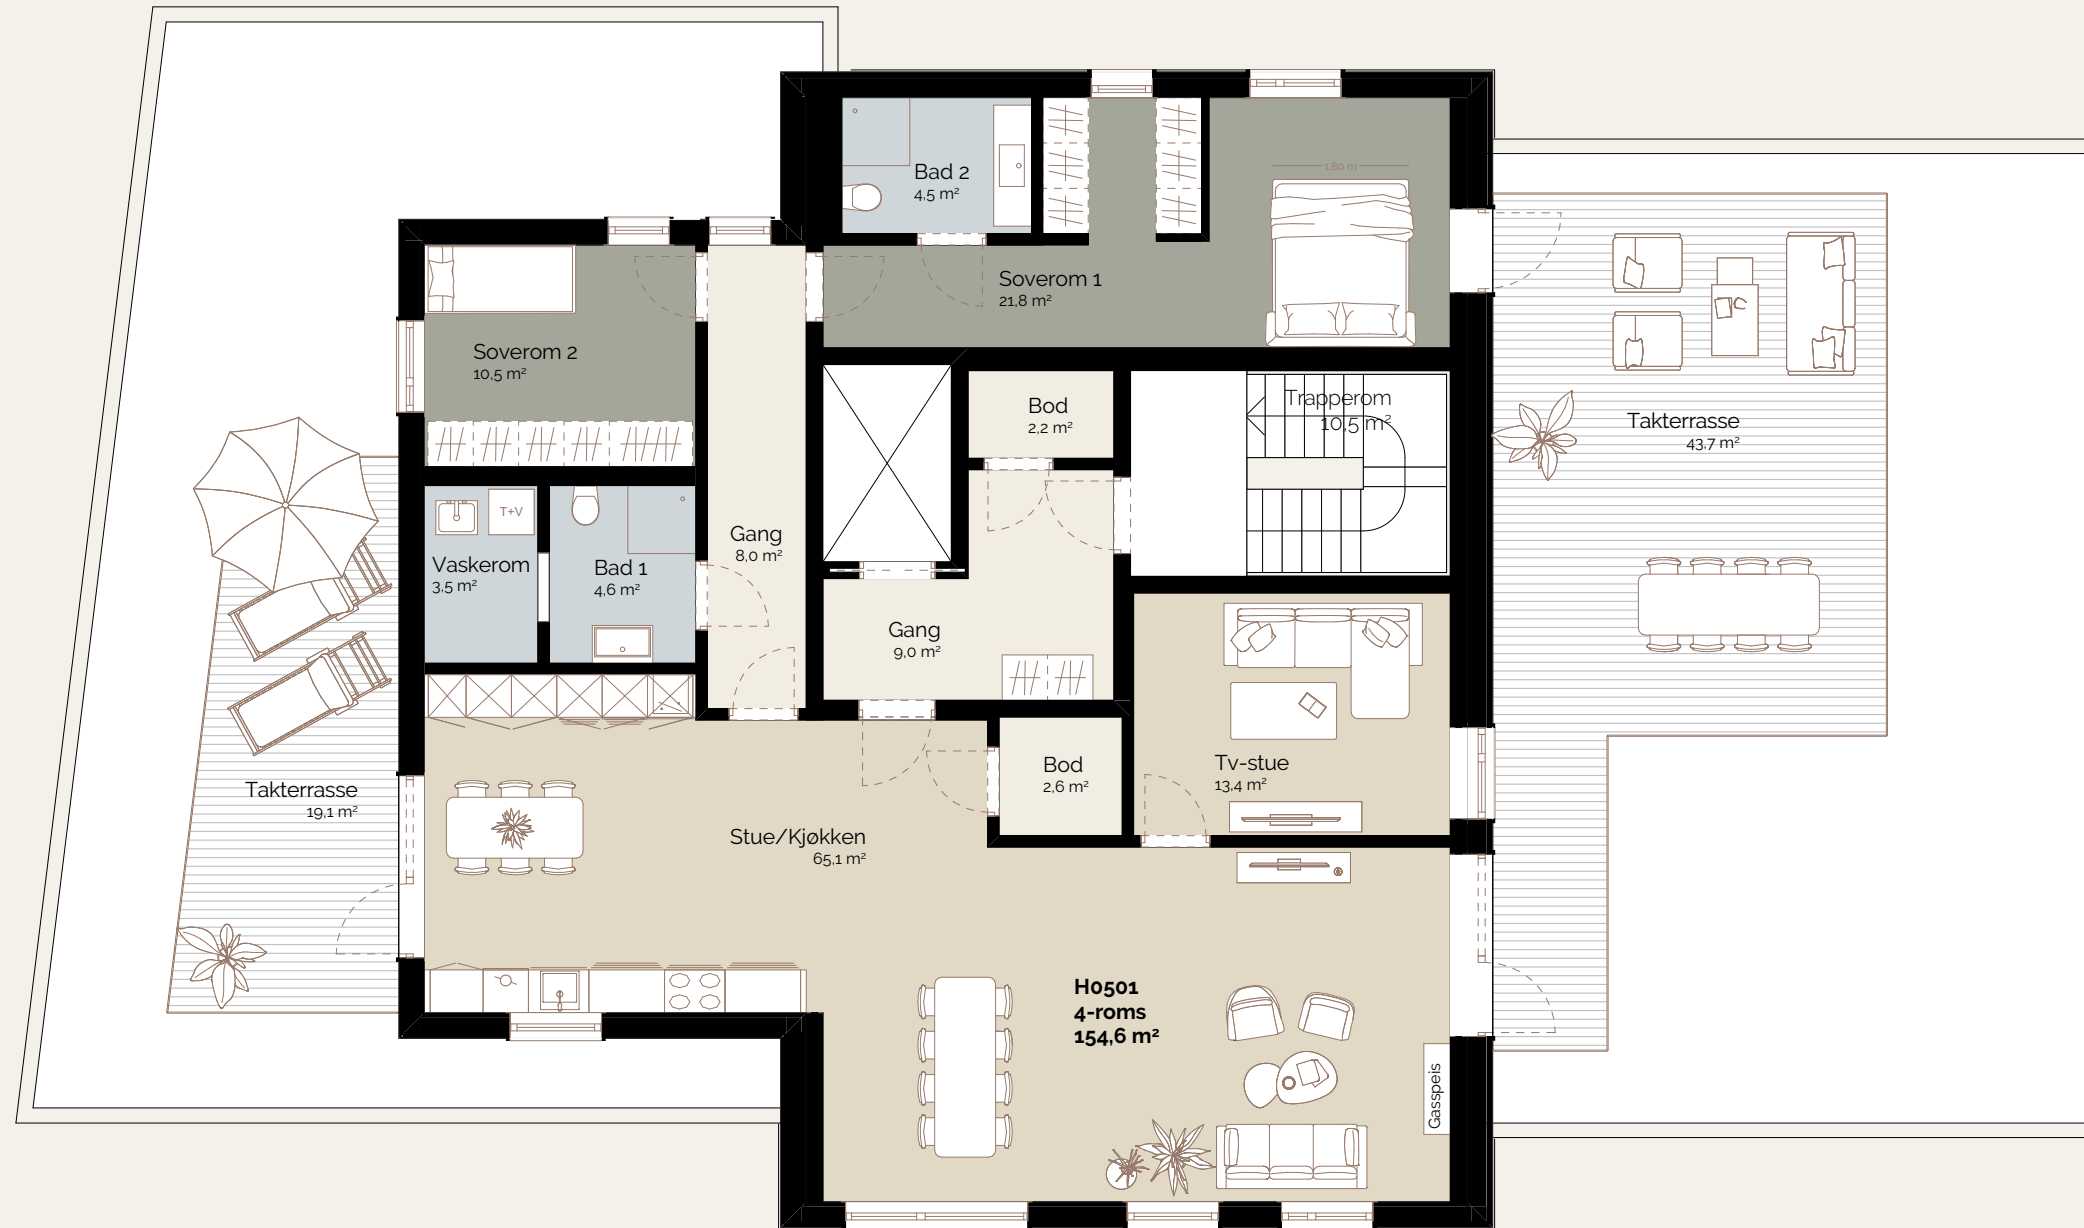 Bad 2
4,5 m²
1.80 m
Soverom 1
21,8 m²
Soverom 2
10,5 m²
Bod
2,2 m²
Trapperom
10,5 m²
Takterrasse
43,7 m²
T+V
Vaskerom
3,5 m²
Bad 1
4,6 m²
Gang
8,0 m²
Gang
9,0 m²
Tv-stue
13,4 m²
Bod
2,6 m²
Takterrasse
19,1 m²
Stue/Kjøkken
65,1 m²
H0501
4-roms
154,6 m²
Gasspeis